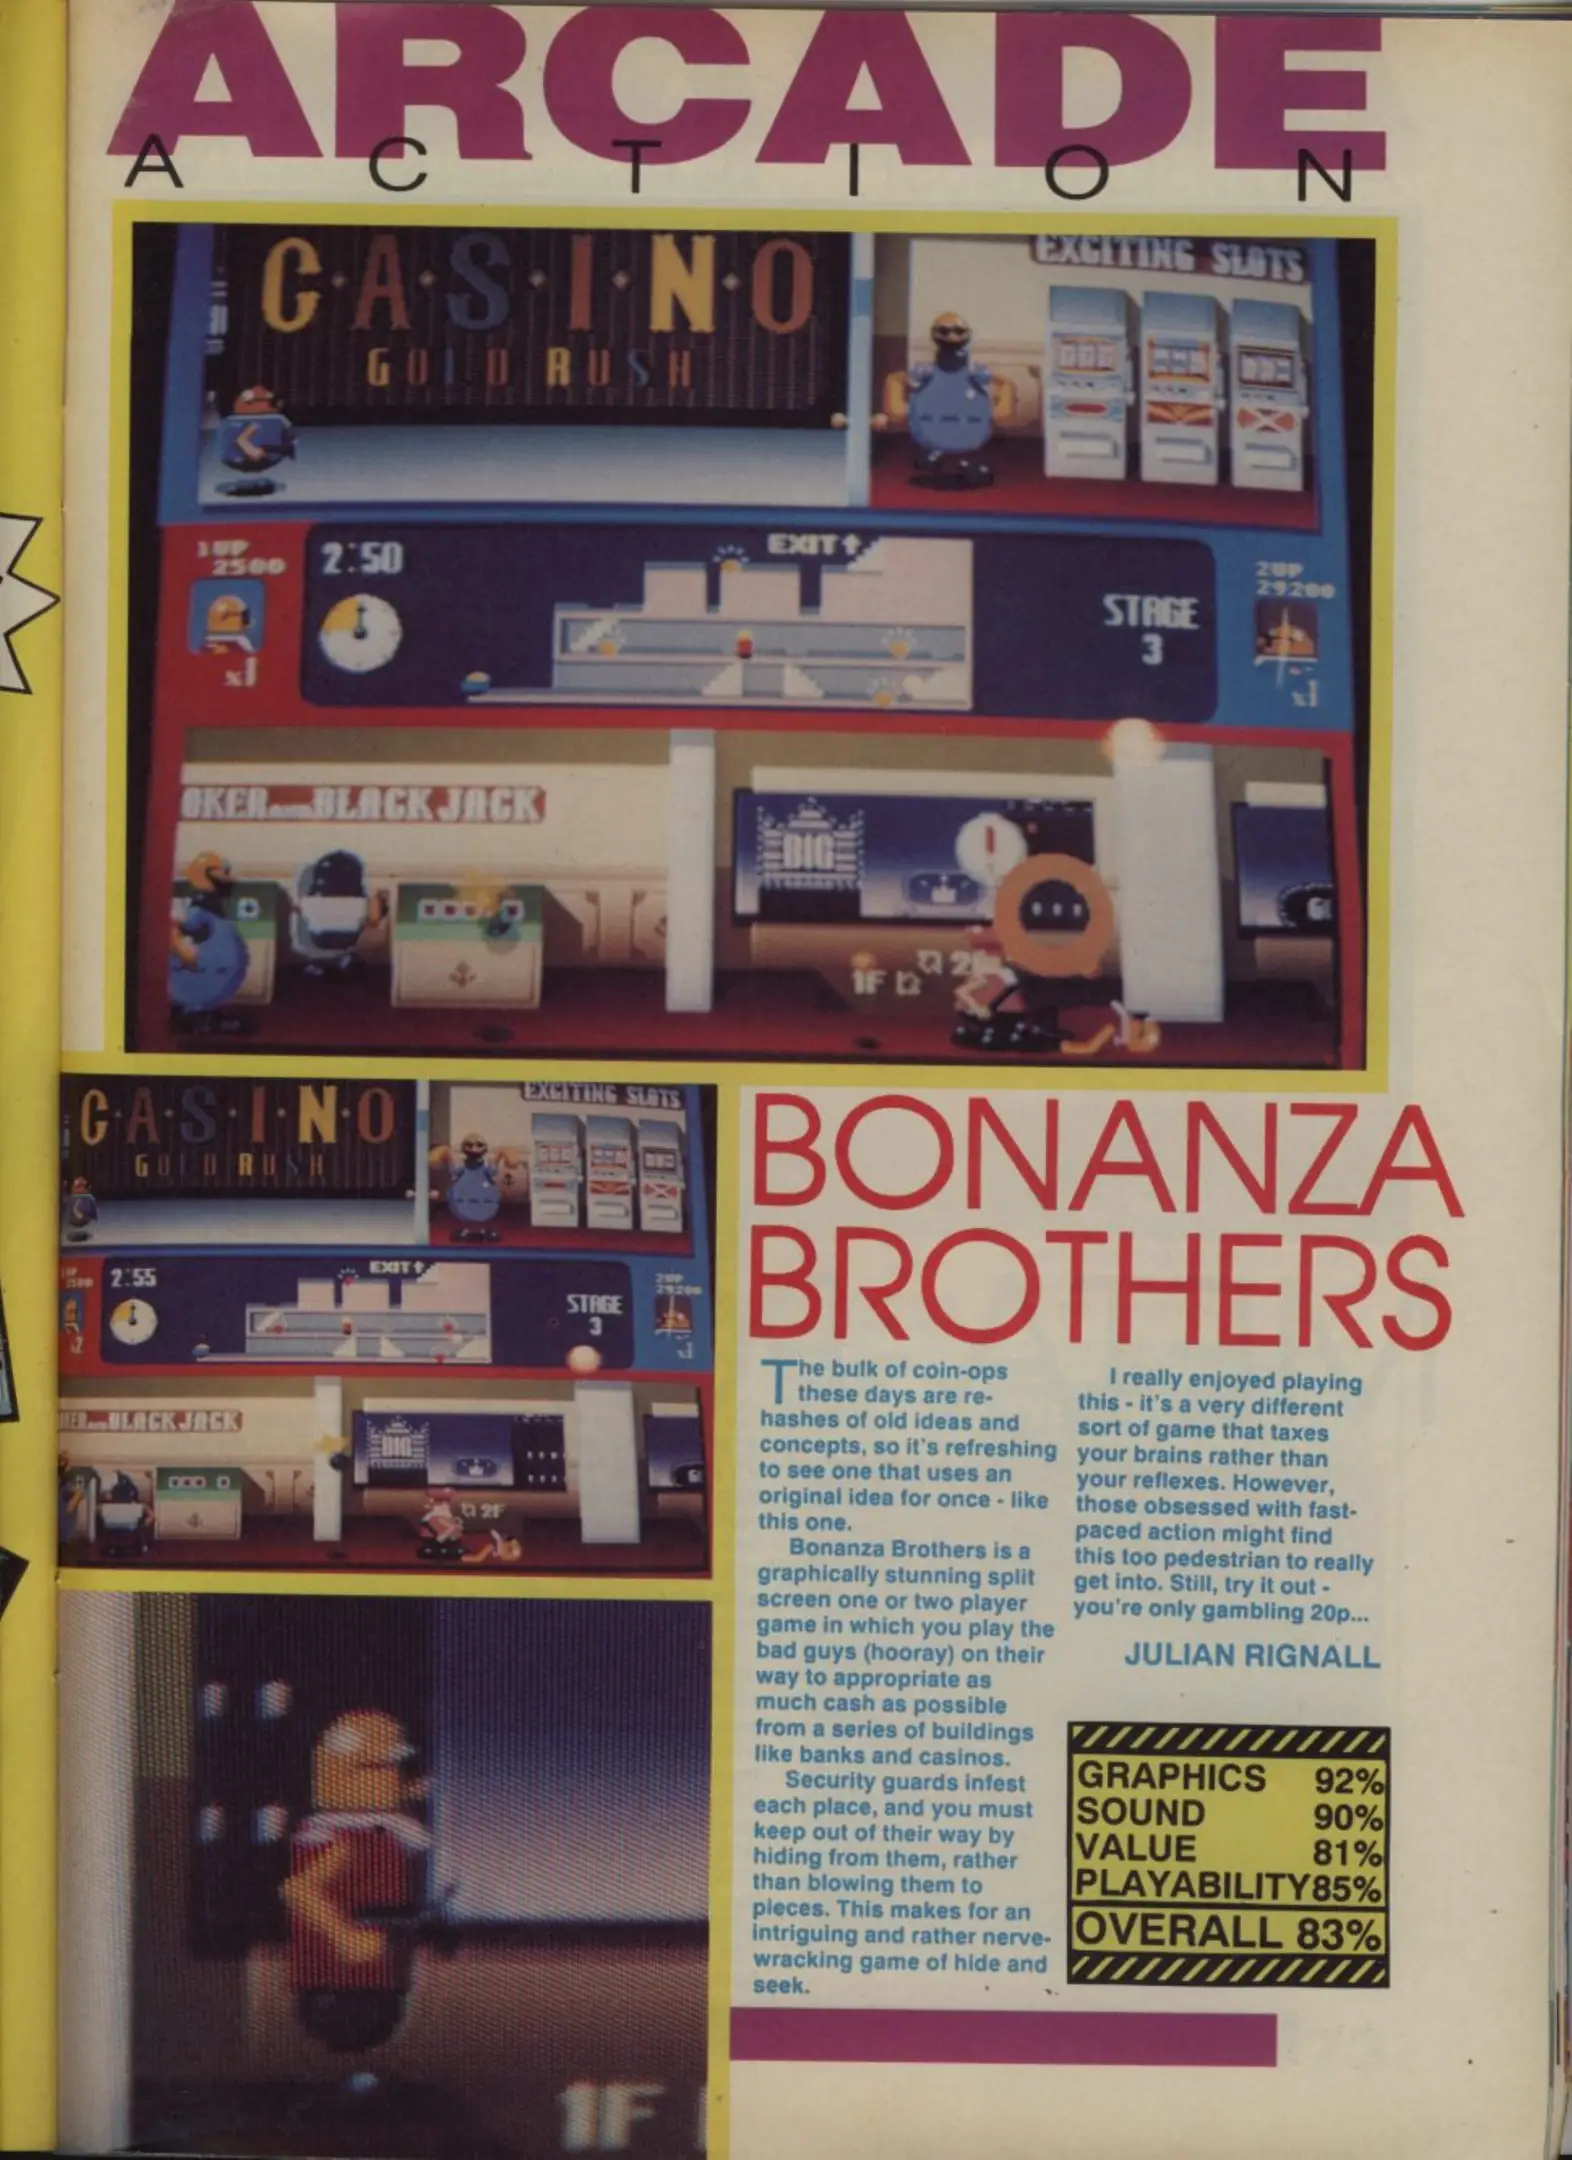 ARCADE
ACTION
C·A·S·I·N·O
GOLD RUSH
EXCITING SLOTS
1UP
2500
x1
2:50
EXIT↑
STAGE
3
2UP
29200
x1
OKER AND BLACK JACK
BIG
1F
2F
C·A·S·I·N·O
GOLD RUSH
EXCITING SLOTS
2:55
EXIT↑
STAGE
3
2UP
29200
x1
BLACK JACK
BIG
2F
1F
BONANZA
BROTHERS
The bulk of coin-ops
these days are re-
hashes of old ideas and
concepts, so it's refreshing
to see one that uses an
original idea for once - like
this one.
Bonanza Brothers is a
graphically stunning split
screen one or two player
game in which you play the
bad guys (hooray) on their
way to appropriate as
much cash as possible
from a series of buildings
like banks and casinos.
Security guards infest
each place, and you must
keep out of their way by
hiding from them, rather
than blowing them to
pieces. This makes for an
intriguing and rather nerve-
wracking game of hide and
seek.
I really enjoyed playing
this - it's a very different
sort of game that taxes
your brains rather than
your reflexes. However,
those obsessed with fast-
paced action might find
this too pedestrian to really
get into. Still, try it out -
you're only gambling 20p...
JULIAN RIGNALL
GRAPHICS 92%
SOUND 90%
VALUE 81%
PLAYABILITY 85%
OVERALL 83%